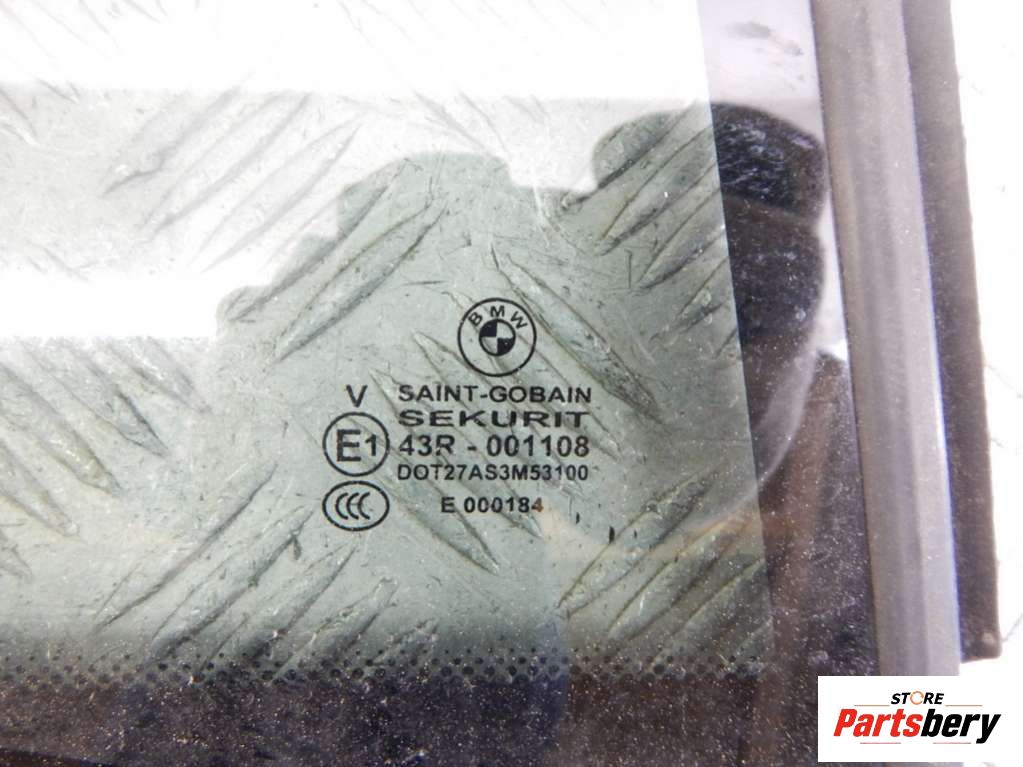 BMW
V SAINT-GOBAIN
SEKURIT
E1 43R - 001108
DOT27AS3M53100
CCC E 000184
STORE
Partsbery